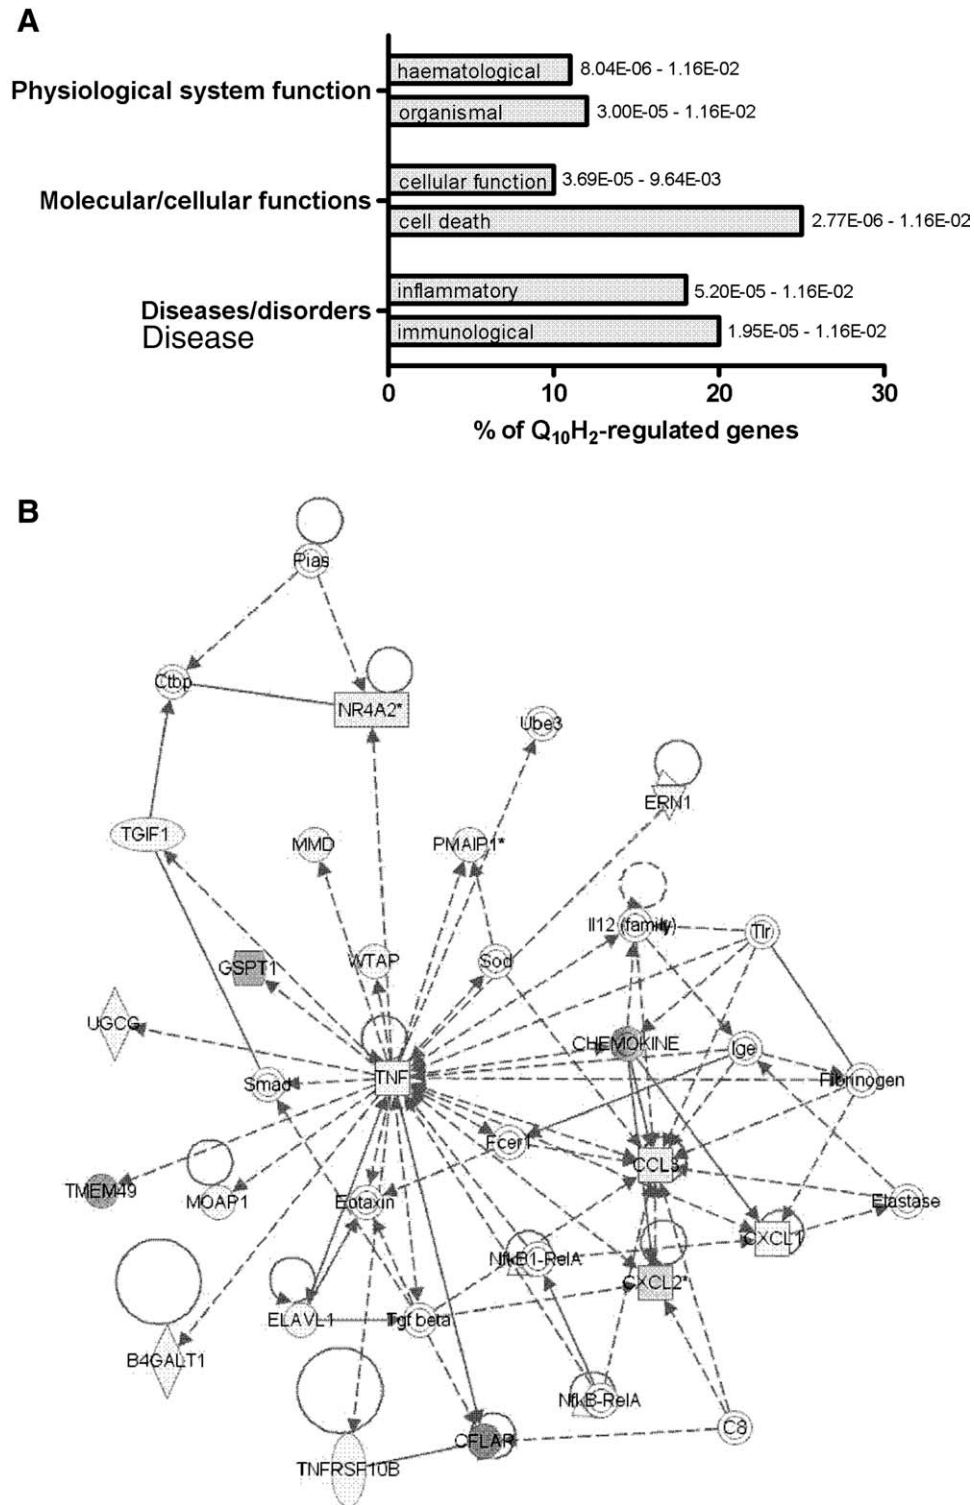 A
haematological 8.04E-06 - 1.16E-02
Physiological system function
organismal 3.00E-05 - 1.16E-02
cellular function 3.69E-05 - 9.64E-03
Molecular/cellular functions
cell death 2.77E-06 - 1.16E-02
inflammatory 5.20E-05 - 1.16E-02
Diseases/disorders
Disease
immunological 1.95E-05 - 1.16E-02
0 10 20 30
% of Q₁₀H₂-regulated genes
B
Pias
Ctbp
NR4A2*
Ube3
ERN1
TGIF1
MMD
PMAIP1*
Il12 (family)
Tlr
GSPT1
WTAP
Sod
UGCG
CHEMOKINE
Ige
Smad
TNF
Fibrinogen
Fcer1
CCL3
TMEM49
MOAP1
Eotaxin
Elastase
CXCL1
NfkB1-RelA
CXCL2*
ELAVL1
Tgf beta
B4GALT1
NfkB-RelA
C8
CFLAR
TNFRSF10B